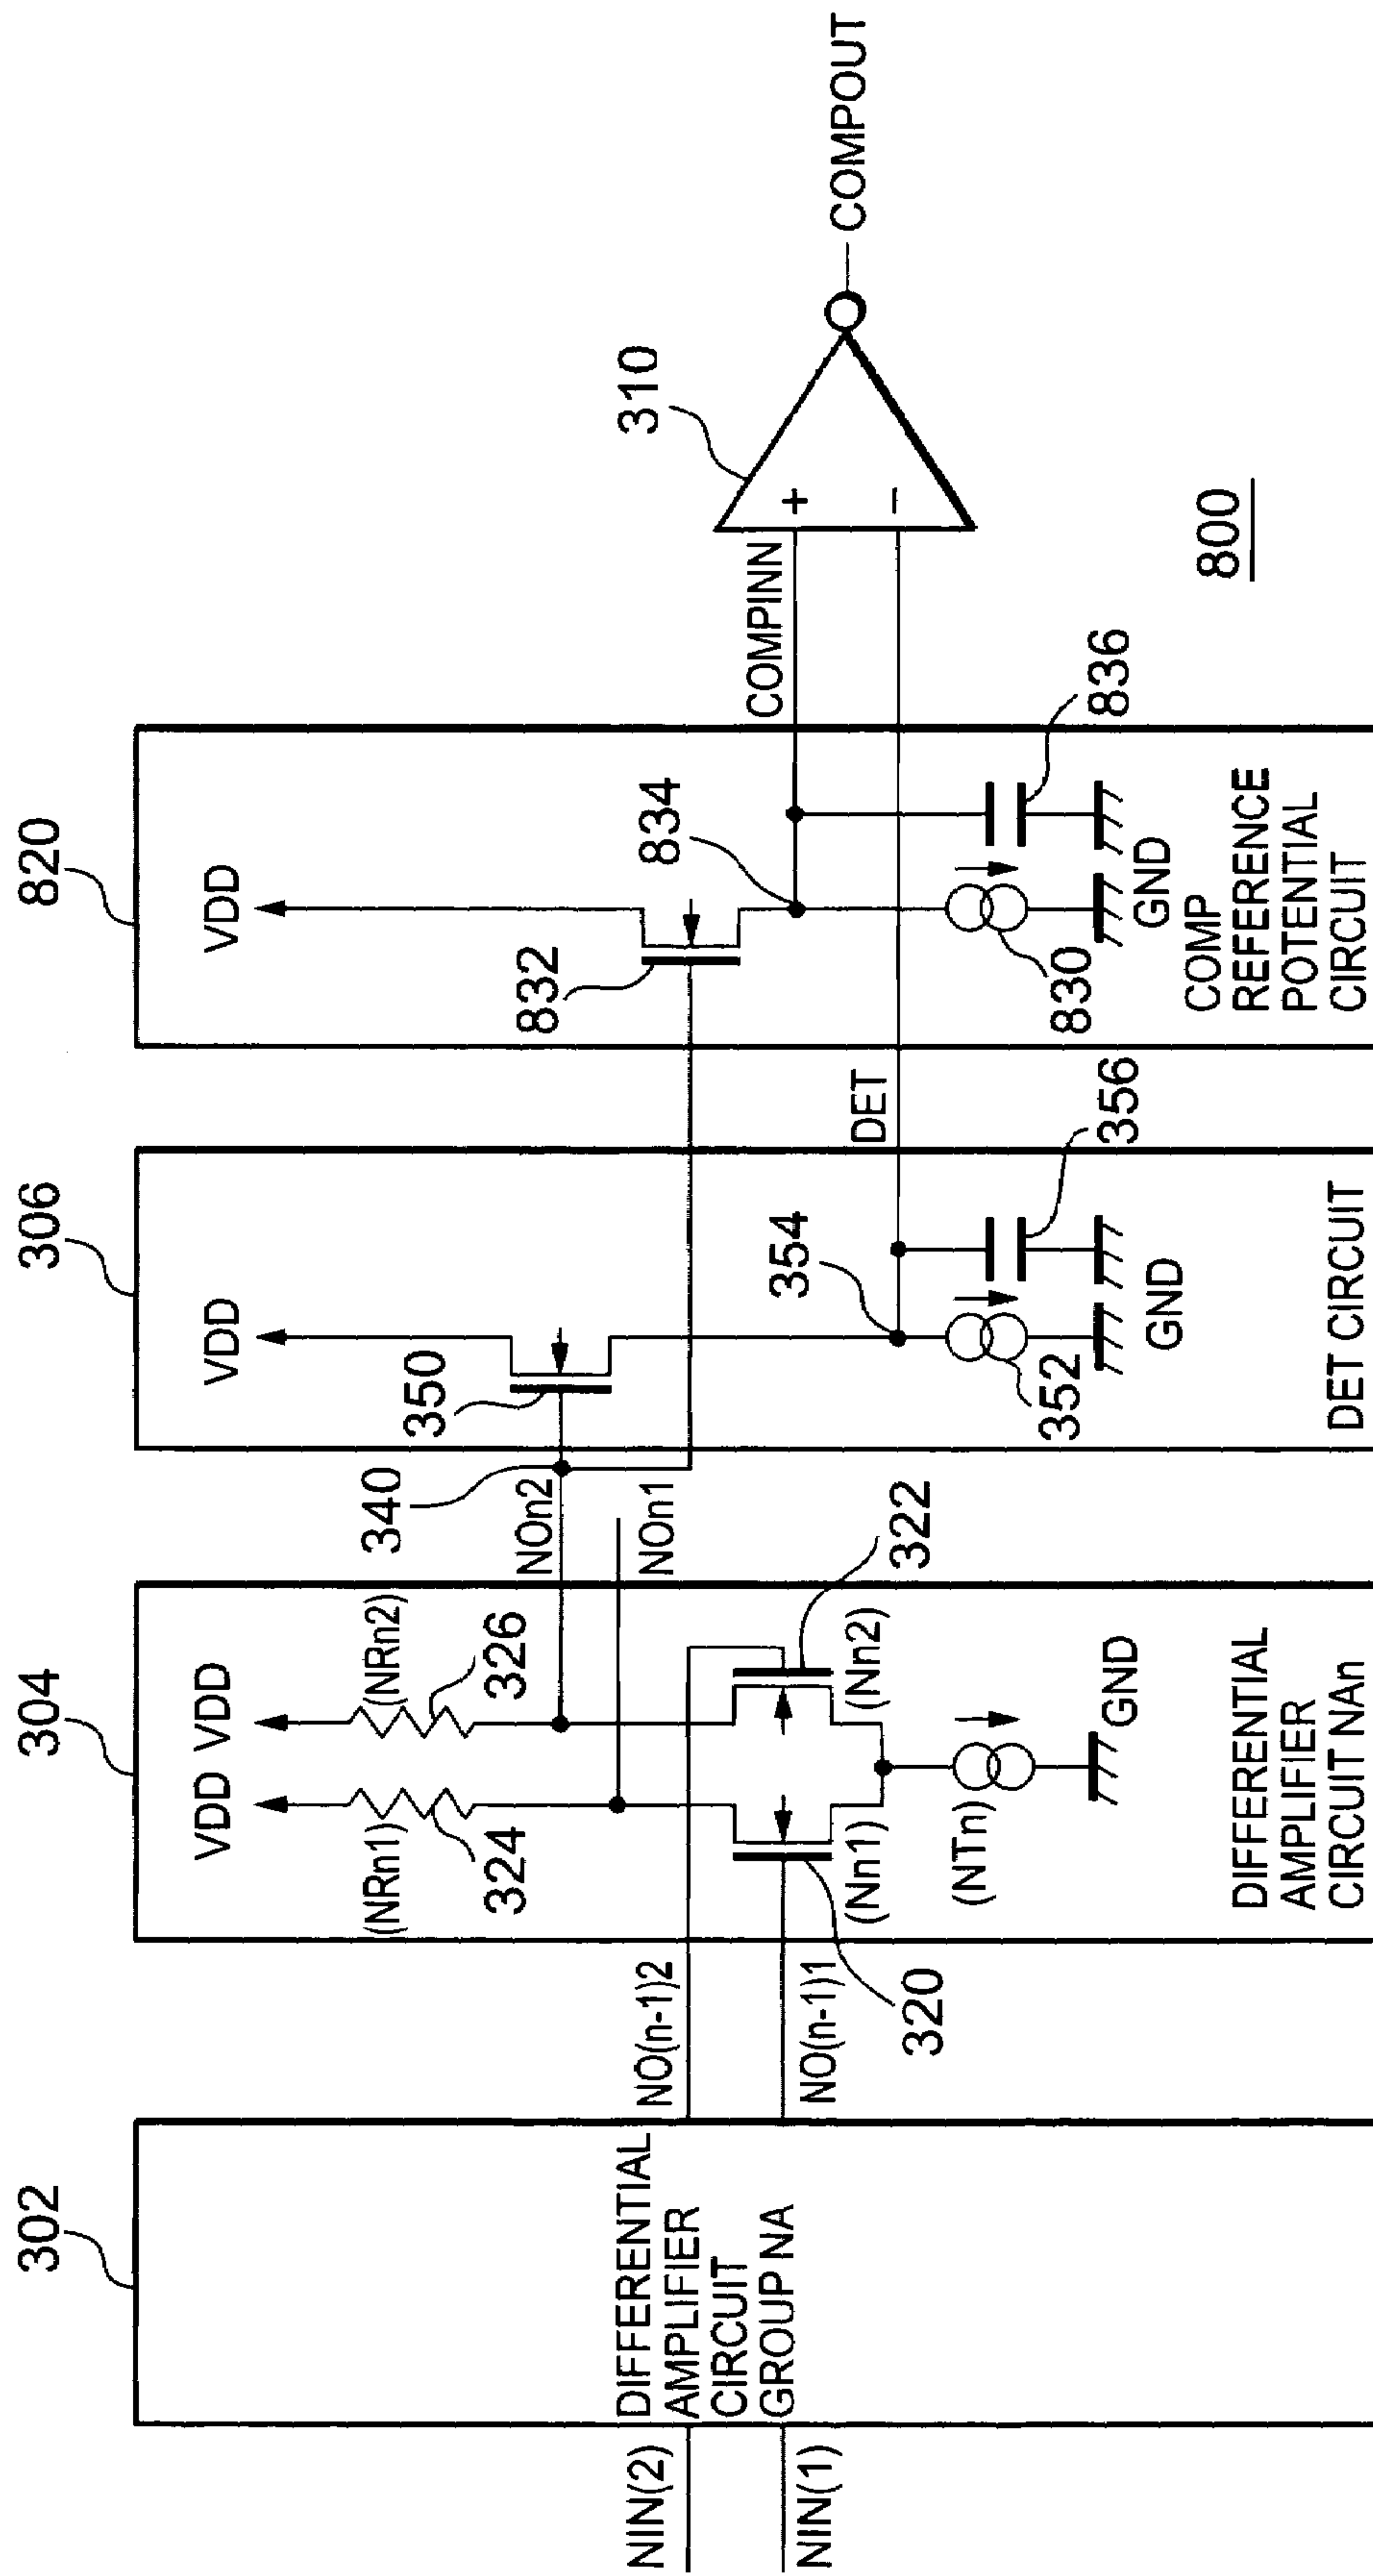 302
304
306
820
NIN(2)
NIN(1)
DIFFERENTIAL
AMPLIFIER
CIRCUIT
GROUP NA
NO(n-1)2
NO(n-1)1
VDD VDD
(NRn1)
324
(NRn2)
326
320
(Nn1)
(Nn2)
322
(NTn)
GND
DIFFERENTIAL
AMPLIFIER
CIRCUIT NAn
340
NOn2
NOn1
VDD
350
354
352
356
GND
DET CIRCUIT
DET
VDD
832
834
830
836
GND
COMP
REFERENCE
POTENTIAL
CIRCUIT
COMPINN
310
+
−
COMPOUT
800